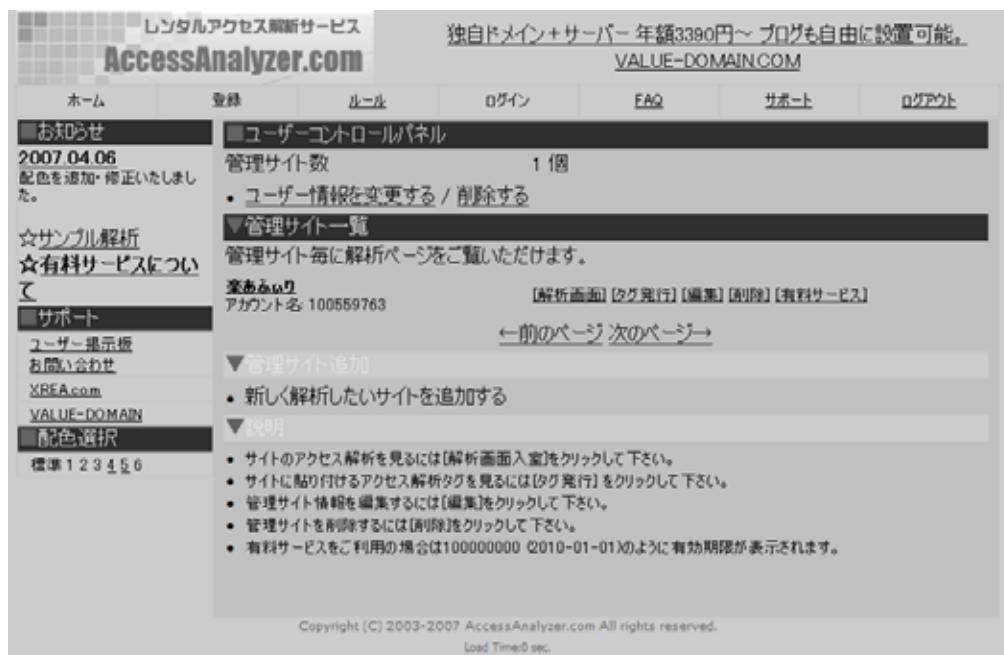 レンタルアクセス解析サービス
AccessAnalyzer.com
独自ドメイン+サーバー 年額3390円～ ブログも自由に設置可能。
VALUE-DOMAIN.COM
ホーム 登録 ルール ログイン FAQ サポート ログアウト
■お知らせ
2007.04.06
配色を追加・修正いたしまし
た。
☆サンプル解析
☆有料サービスについ
て
■サポート
ユーザー掲示板
お問い合わせ
XREA.com
VALUE-DOMAIN
■配色選択
標準 1 2 3 4 5 6
■ユーザーコントロールパネル
管理サイト数 1 個
• ユーザー情報を変更する / 削除する
▼管理サイト一覧
管理サイト毎に解析ページをご覧いただけます。
楽あふぃり
アカウント名: 100559763
[解析画面] [タグ発行] [編集] [削除] [有料サービス]
←前のページ 次のページ→
▼管理サイト追加
• 新しく解析したいサイトを追加する
▼説明
• サイトのアクセス解析を見るには[解析画面入室]をクリックして下さい。
• サイトに貼り付けるアクセス解析タグを見るには[タグ発行] をクリックして下さい。
• 管理サイト情報を編集するには[編集]をクリックして下さい。
• 管理サイトを削除するには[削除]をクリックして下さい。
• 有料サービスをご利用の場合は100000000 (2010-01-01)のように有効期限が表示されます。
Copyright (C) 2003-2007 AccessAnalyzer.com All rights reserved.
Load Time:0 sec.